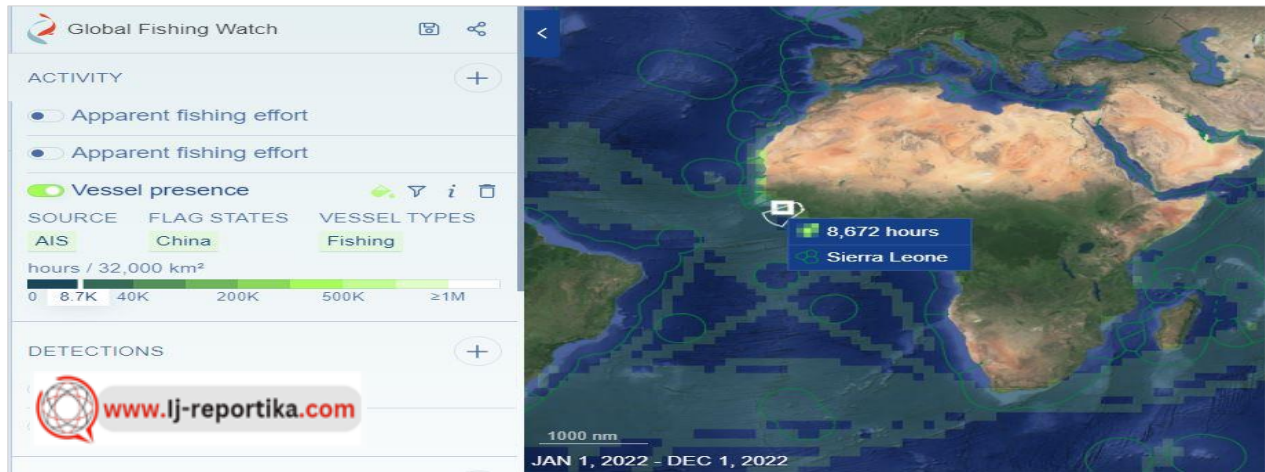 Global Fishing Watch
ACTIVITY
Apparent fishing effort
Apparent fishing effort
Vessel presence
SOURCE FLAG STATES VESSEL TYPES
AIS China Fishing
hours / 32,000 km²
0 8.7K 40K 200K 500K ≥1M
DETECTIONS
www.lj-reportika.com
8,672 hours
Sierra Leone
1000 nm
JAN 1, 2022 - DEC 1, 2022